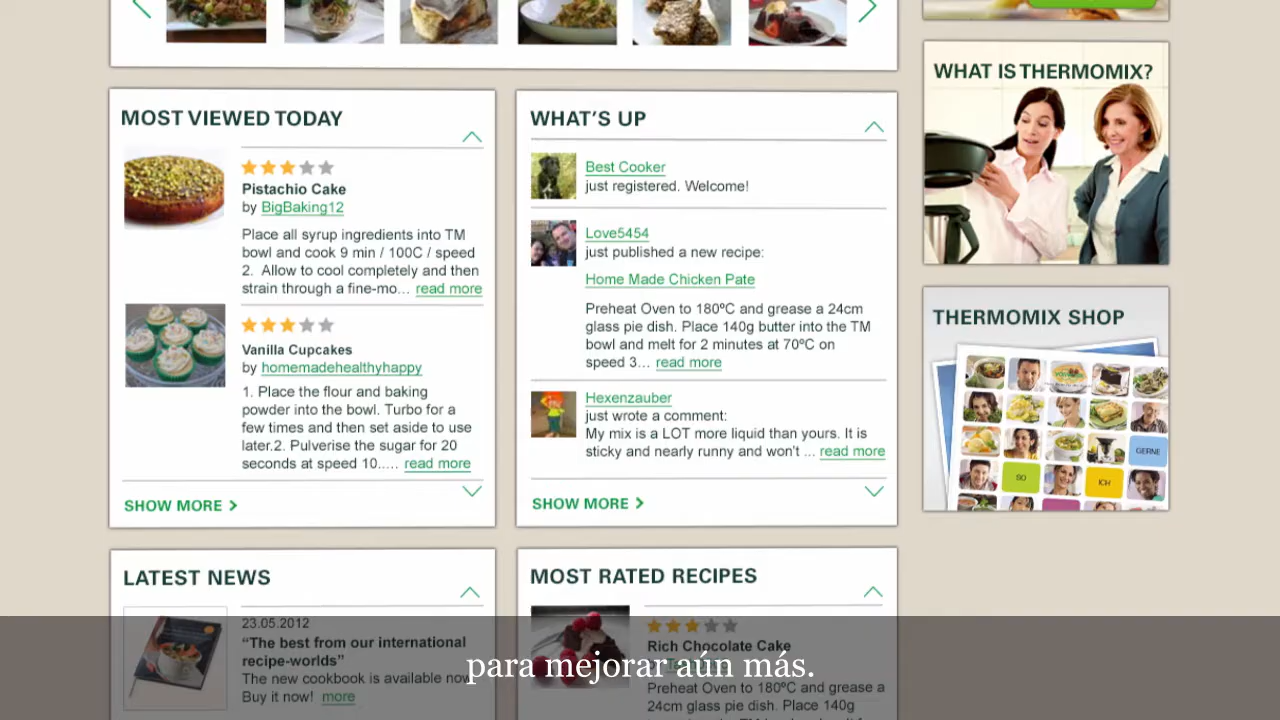 WHAT IS THERMOMIX?
MOST VIEWED TODAY
Pistachio Cake
by BigBaking12
Place all syrup ingredients into TM
bowl and cook 9 min / 100C / speed
2. Allow to cool completely and then
strain through a fine-mo... read more
Vanilla Cupcakes
by homemadehealthyhappy
1. Place the flour and baking
powder into the bowl. Turbo for a
few times and then set aside to use
later.2. Pulverise the sugar for 20
seconds at speed 10..... read more
SHOW MORE >
WHAT'S UP
Best Cooker
just registered. Welcome!
Love5454
just published a new recipe:
Home Made Chicken Pate
Preheat Oven to 180ºC and grease a 24cm
glass pie dish. Place 140g butter into the TM
bowl and melt for 2 minutes at 70ºC on
speed 3... read more
Hexenzauber
just wrote a comment:
My mix is a LOT more liquid than yours. It is
sticky and nearly runny and won't ... read more
SHOW MORE >
THERMOMIX SHOP
GERNE
SO
ICH
LATEST NEWS
23.05.2012
“The best from our international
recipe-worlds”
The new cookbook is available now
Buy it now! more
MOST RATED RECIPES
Rich Chocolate Cake
Preheat Oven to 180ºC and grease a
24cm glass pie dish. Place 140g
para mejorar aún más.